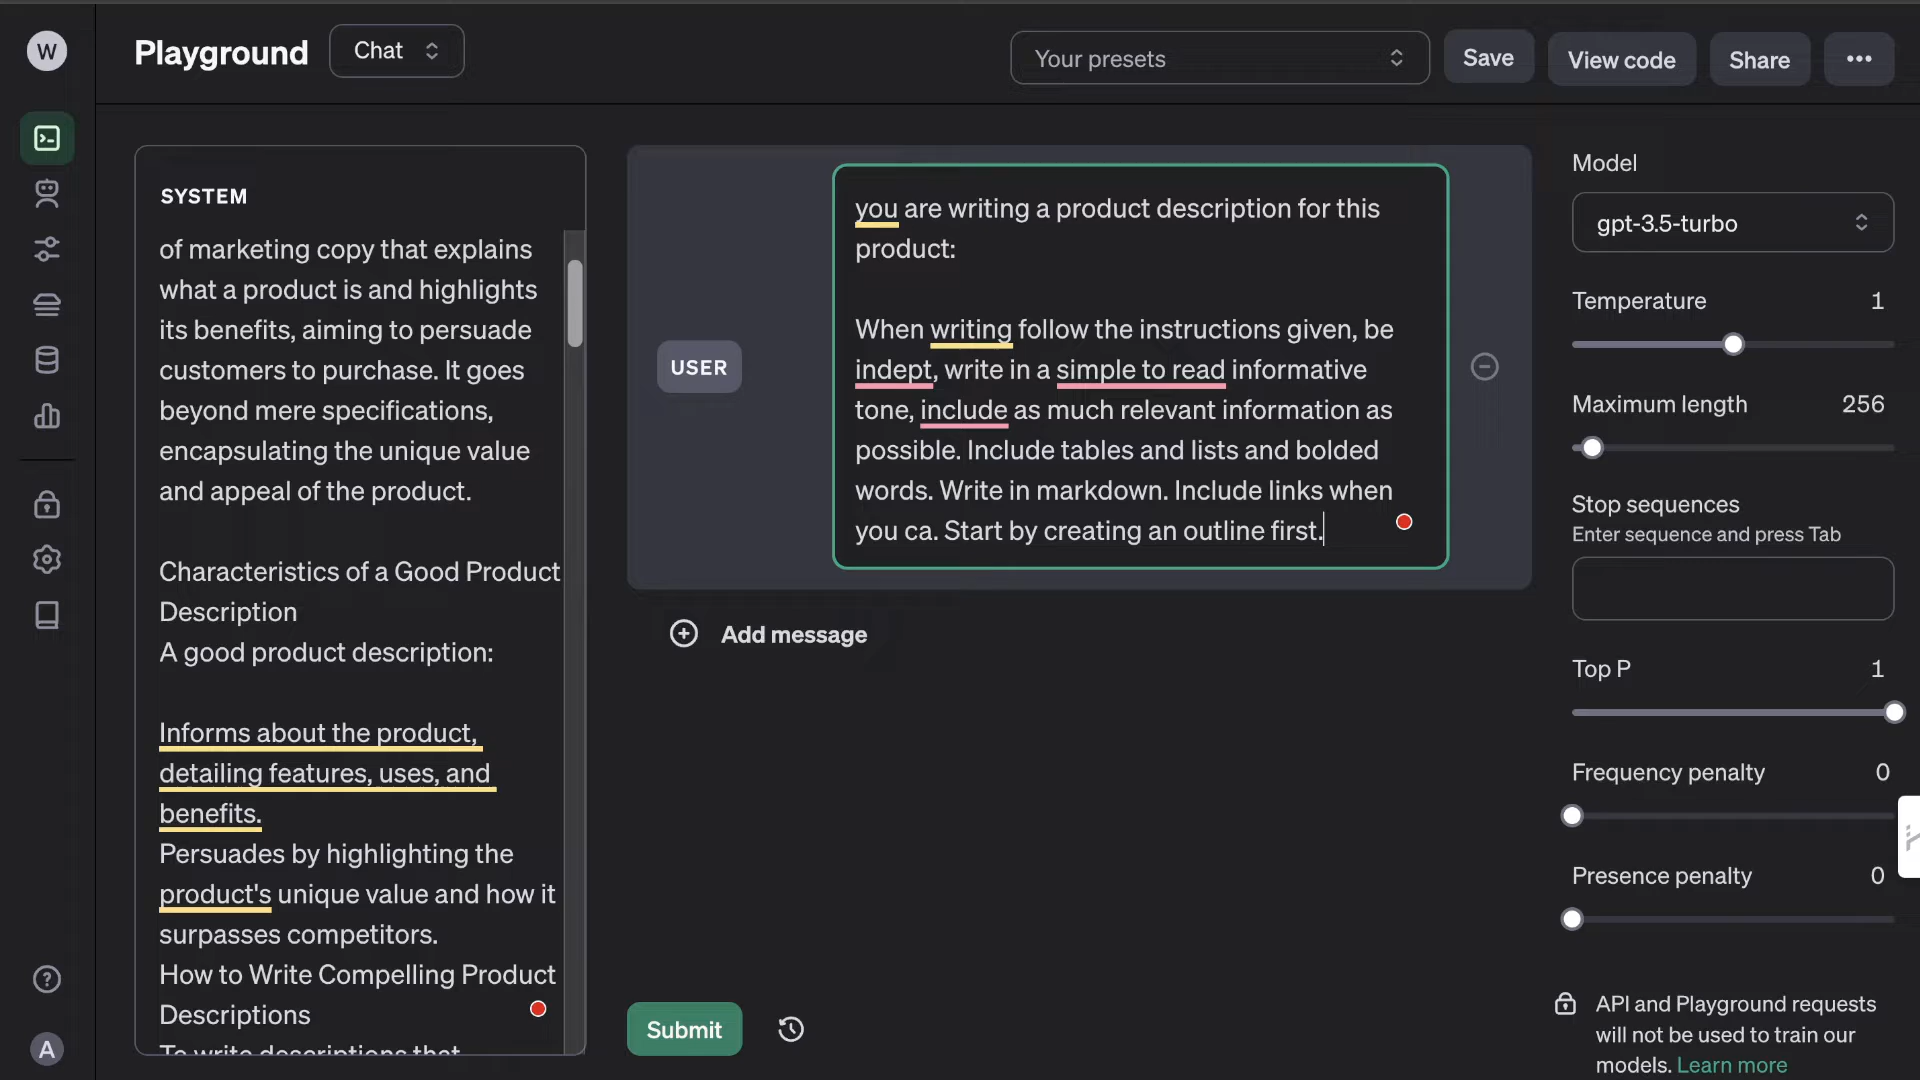 W
Playground
Chat
Your presets
Save
View code
Share
SYSTEM
of marketing copy that explains
what a product is and highlights
its benefits, aiming to persuade
customers to purchase. It goes
beyond mere specifications,
encapsulating the unique value
and appeal of the product.
Characteristics of a Good Product
Description
A good product description:
Informs about the product,
detailing features, uses, and
benefits.
Persuades by highlighting the
product's unique value and how it
surpasses competitors.
How to Write Compelling Product
Descriptions
To write descriptions that
USER
you are writing a product description for this
product:
When writing follow the instructions given, be
indept, write in a simple to read informative
tone, include as much relevant information as
possible. Include tables and lists and bolded
words. Write in markdown. Include links when
you ca. Start by creating an outline first.
Add message
Submit
Model
gpt-3.5-turbo
Temperature 1
Maximum length 256
Stop sequences
Enter sequence and press Tab
Top P 1
Frequency penalty 0
Presence penalty 0
API and Playground requests
will not be used to train our
models. Learn more
A